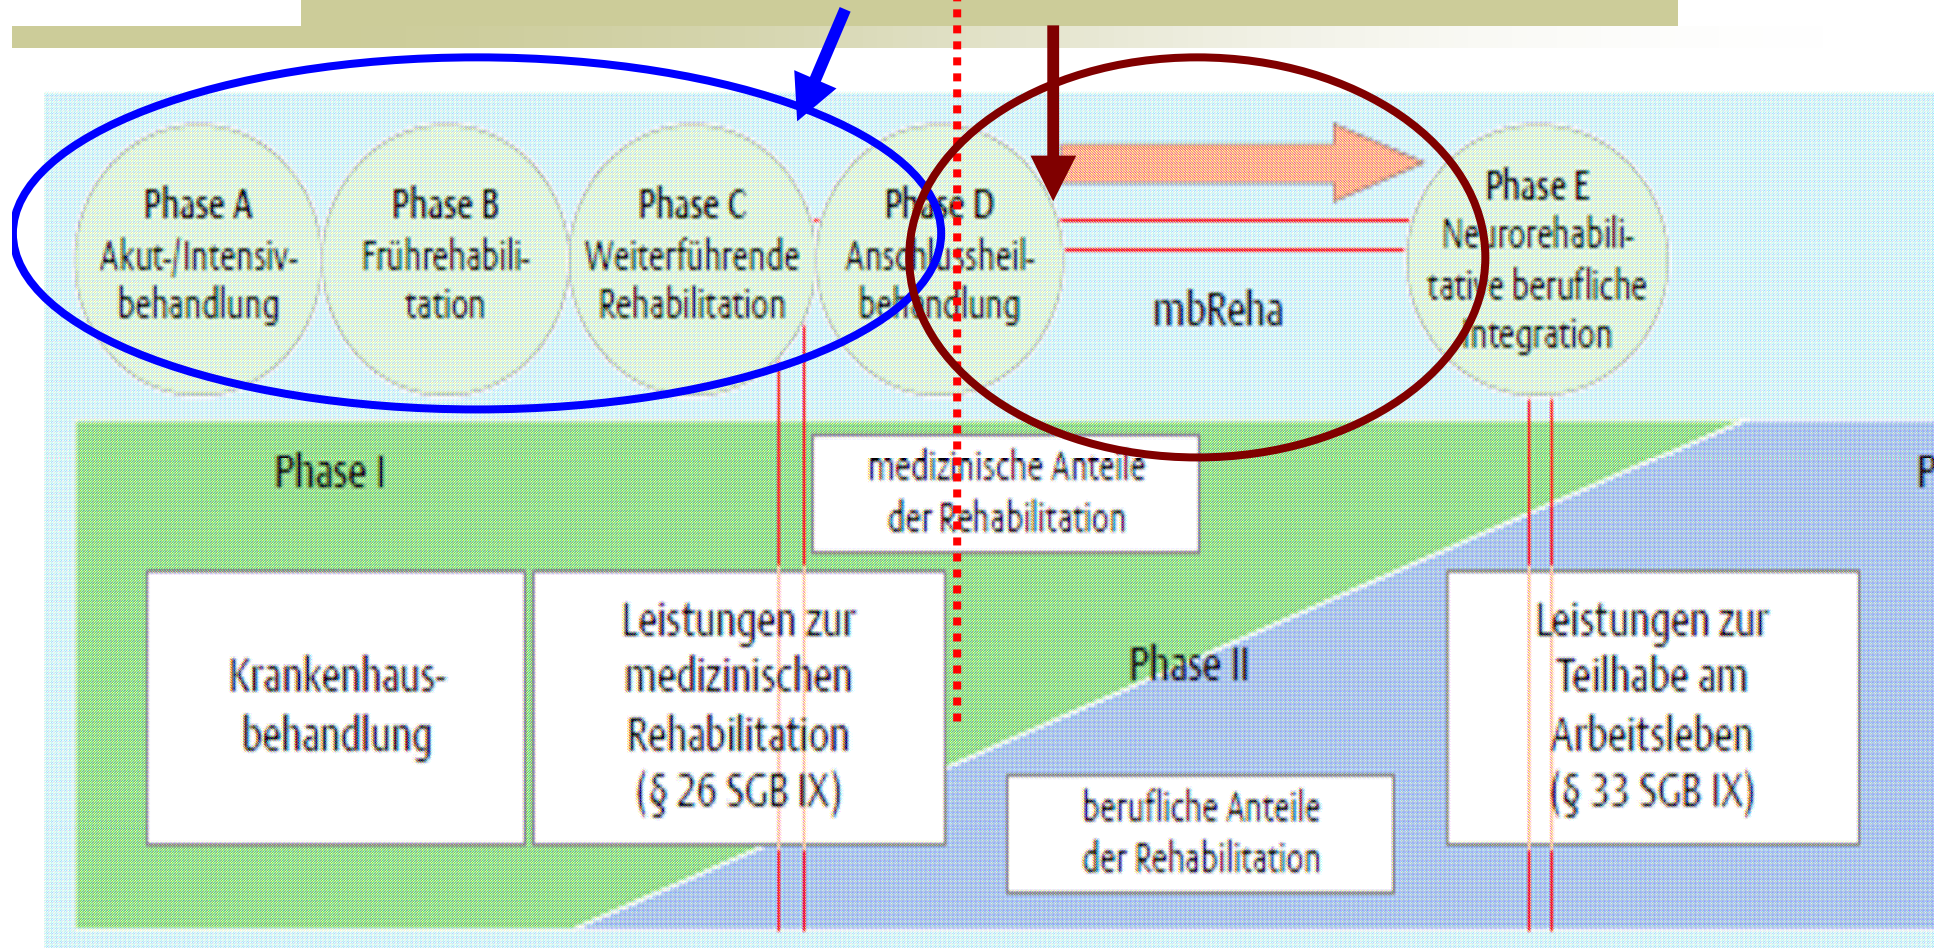 Phase A
Akut-/Intensiv-
behandlung
Phase B
Frührehabili-
tation
Phase C
Weiterführende
Rehabilitation
Phase D
Anschlussheil-
behandlung
mbReha
Phase E
Neurorehabili-
tative berufliche
Integration
Phase I
medizinische Anteile
der Rehabilitation
P
Krankenhaus-
behandlung
Leistungen zur
medizinischen
Rehabilitation
(§ 26 SGB IX)
Phase II
berufliche Anteile
der Rehabilitation
Leistungen zur
Teilhabe am
Arbeitsleben
(§ 33 SGB IX)